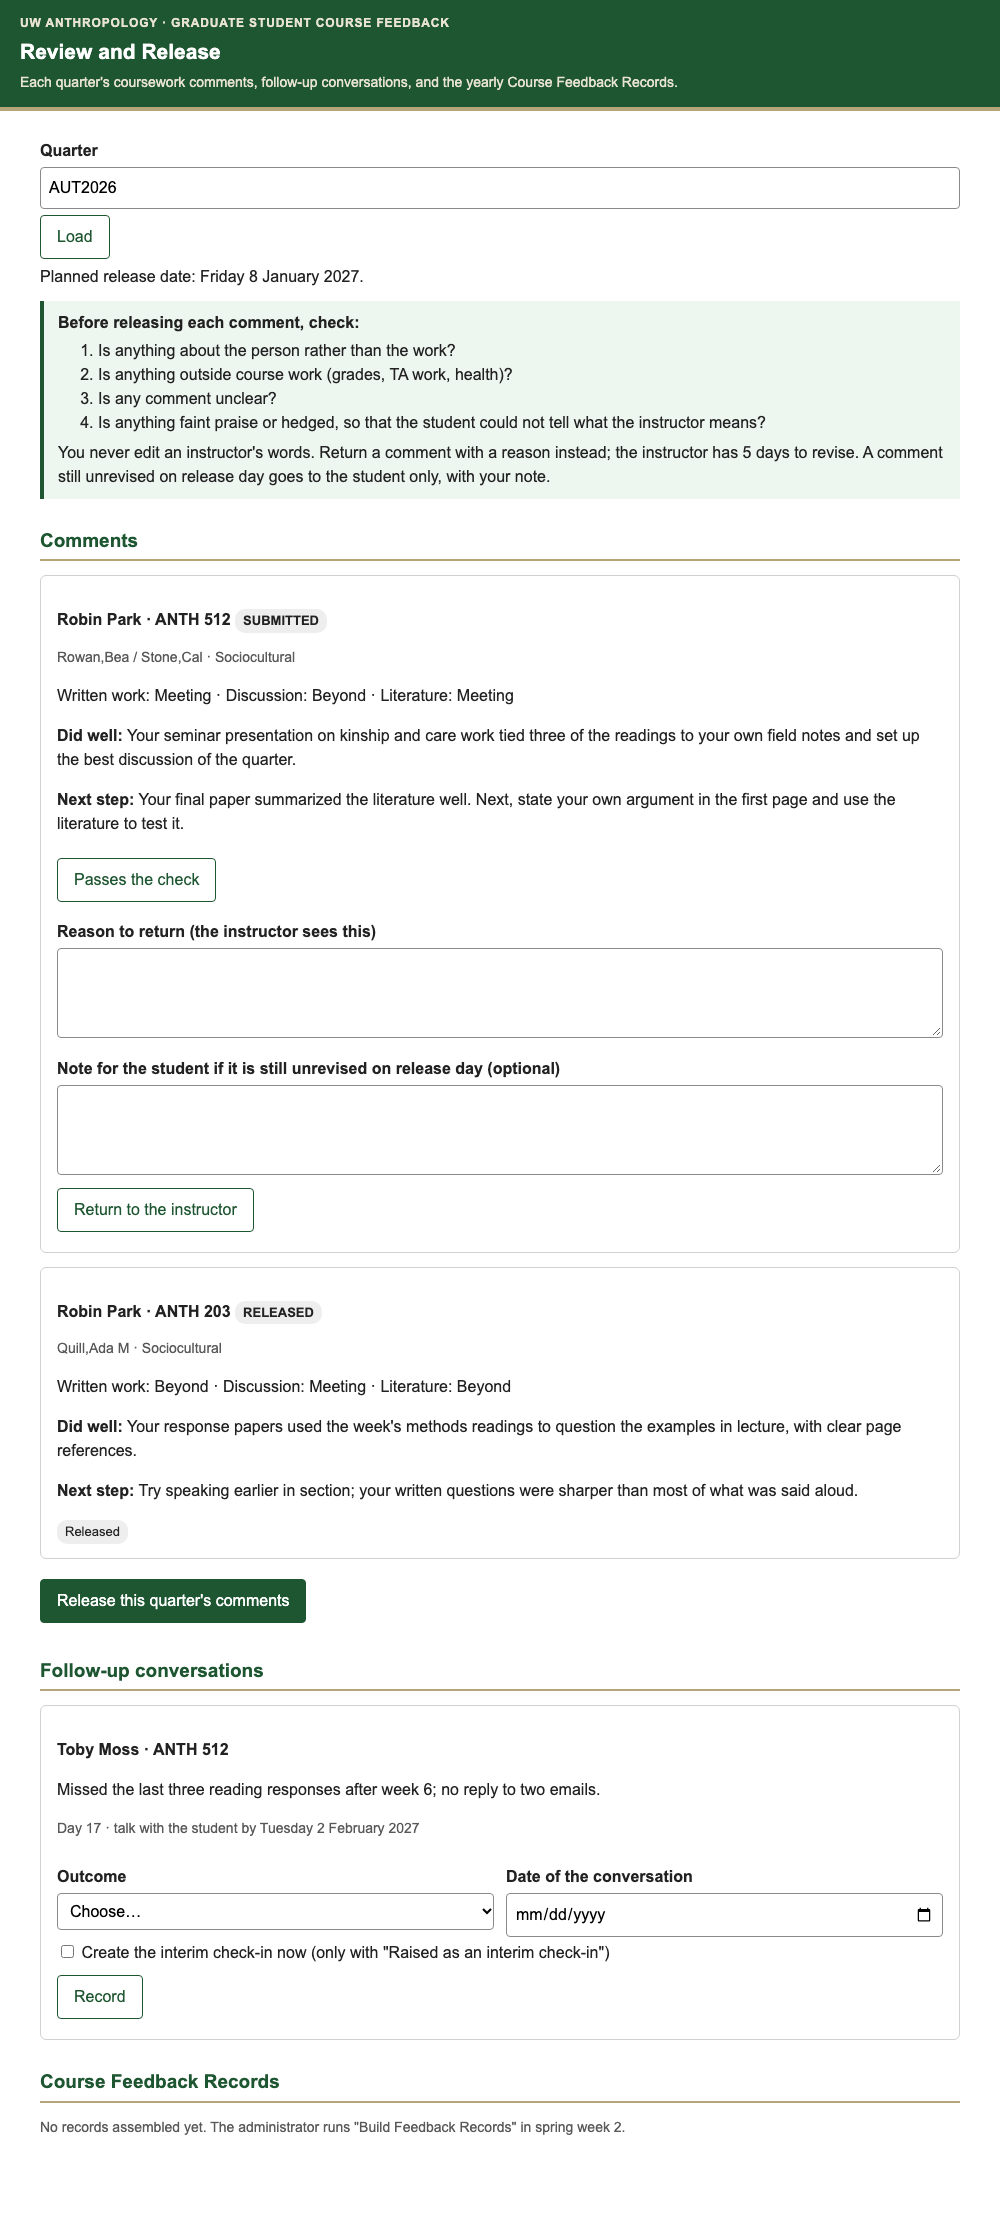 UW ANTHROPOLOGY · GRADUATE STUDENT COURSE FEEDBACK
Review and Release
Each quarter's coursework comments, follow-up conversations, and the yearly Course Feedback Records.
Quarter
AUT2026
Load
Planned release date: Friday 8 January 2027.
Before releasing each comment, check:
1. Is anything about the person rather than the work?
2. Is anything outside course work (grades, TA work, health)?
3. Is any comment unclear?
4. Is anything faint praise or hedged, so that the student could not tell what the instructor means?
You never edit an instructor's words. Return a comment with a reason instead; the instructor has 5 days to revise. A comment
still unrevised on release day goes to the student only, with your note.
Comments
Robin Park · ANTH 512 SUBMITTED
Rowan,Bea / Stone,Cal · Sociocultural
Written work: Meeting · Discussion: Beyond · Literature: Meeting
Did well: Your seminar presentation on kinship and care work tied three of the readings to your own field notes and set up
the best discussion of the quarter.
Next step: Your final paper summarized the literature well. Next, state your own argument in the first page and use the
literature to test it.
Passes the check
Reason to return (the instructor sees this)
Note for the student if it is still unrevised on release day (optional)
Return to the instructor
Robin Park · ANTH 203 RELEASED
Quill,Ada M · Sociocultural
Written work: Beyond · Discussion: Meeting · Literature: Beyond
Did well: Your response papers used the week's methods readings to question the examples in lecture, with clear page
references.
Next step: Try speaking earlier in section; your written questions were sharper than most of what was said aloud.
Released
Release this quarter's comments
Follow-up conversations
Toby Moss · ANTH 512
Missed the last three reading responses after week 6; no reply to two emails.
Day 17 · talk with the student by Tuesday 2 February 2027
Outcome
Date of the conversation
Choose…
mm/dd/yyyy
Create the interim check-in now (only with "Raised as an interim check-in")
Record
Course Feedback Records
No records assembled yet. The administrator runs "Build Feedback Records" in spring week 2.